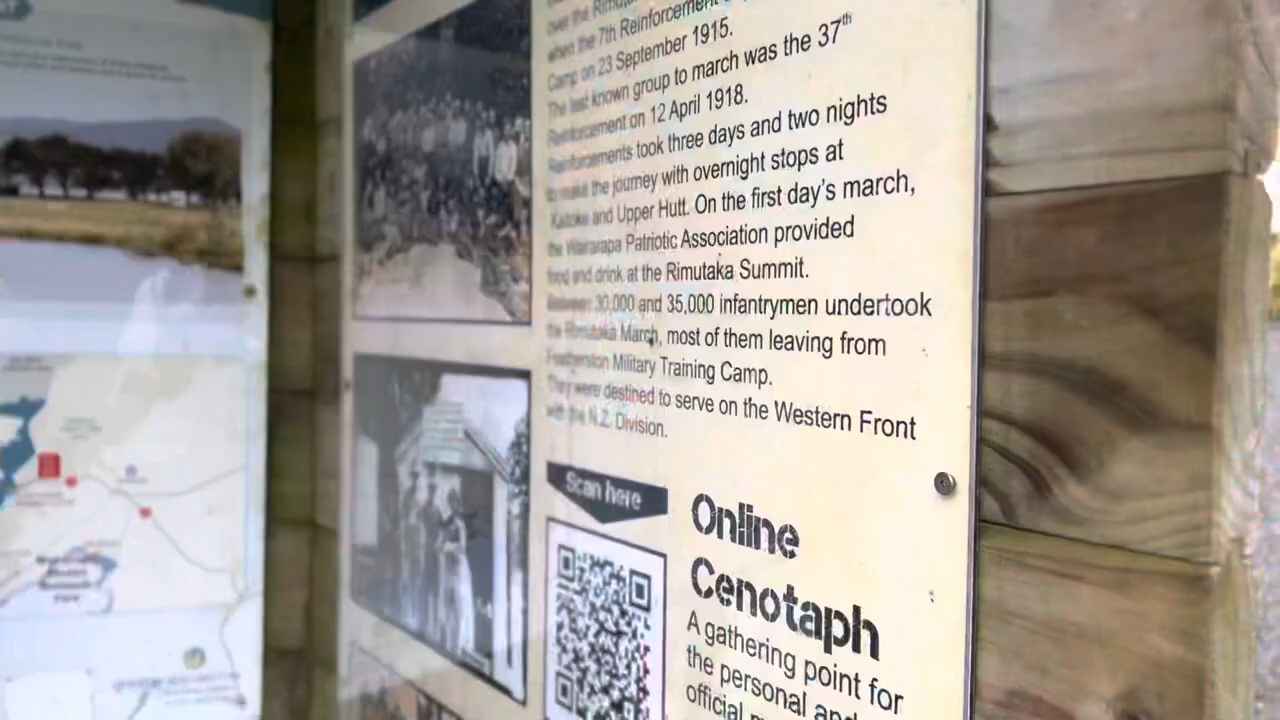 over the
when the 7th Reinforcement
Camp on 23 September 1915.
The last known group to march was the 37th
Reinforcement on 12 April 1918.
Reinforcements took three days and two nights
to make the journey with overnight stops at
Kaitoke and Upper Hutt. On the first day's march,
the Wairarapa Patriotic Association provided
food and drink at the Rimutaka Summit.
Between 30,000 and 35,000 infantrymen undertook
the Rimutaka March, most of them leaving from
Featherston Military Training Camp.
They were destined to serve on the Western Front
with the N.Z. Division.
Scan here
Online
Cenotaph
A gathering point for
the personal and
official